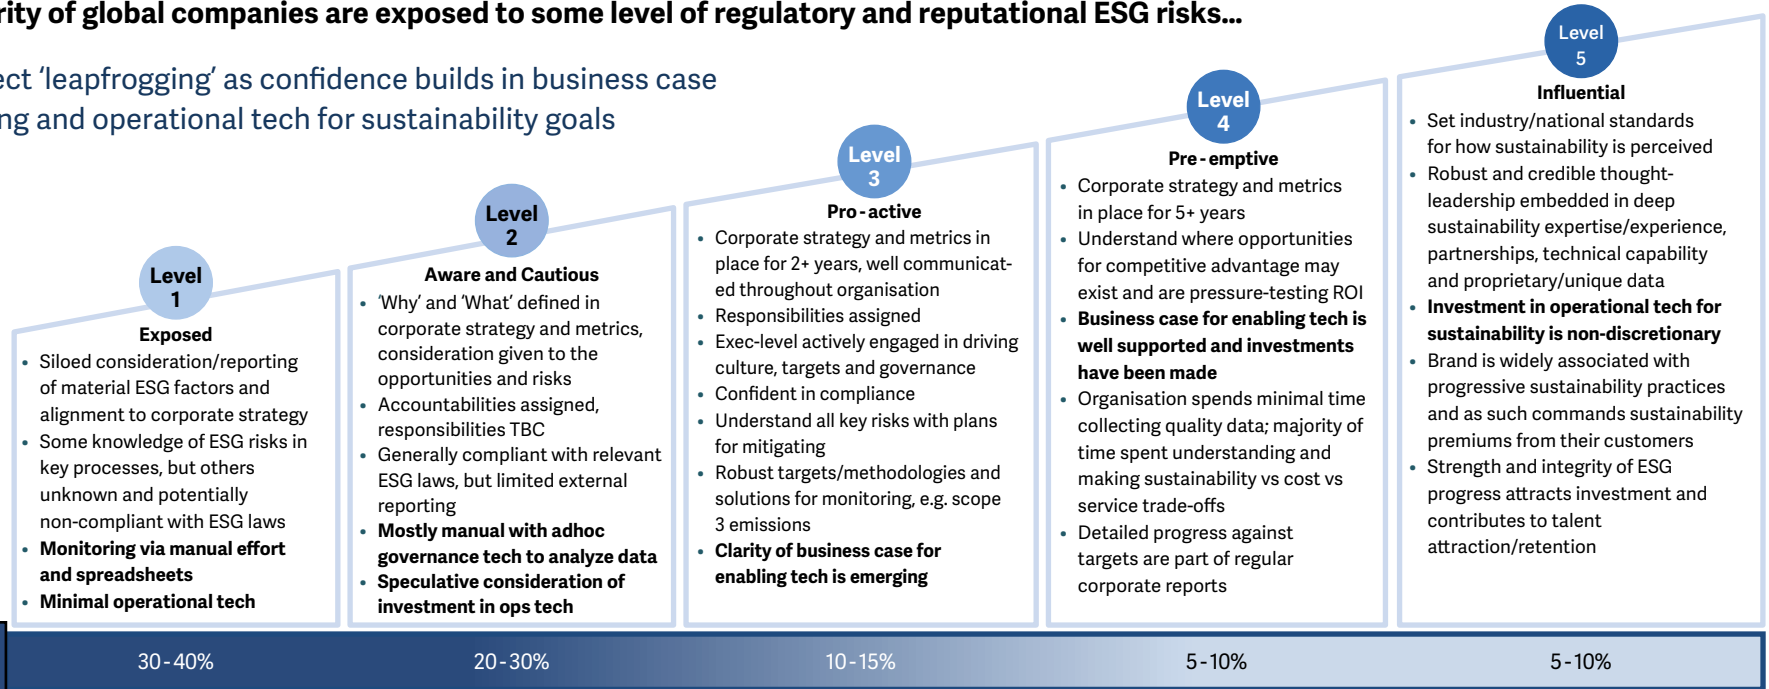 rity of global companies are exposed to some level of regulatory and reputational ESG risks...
ect ‘leapfrogging’ as confidence builds in business case
ng and operational tech for sustainability goals
Level
1
Exposed
• Siloed consideration/reporting
of material ESG factors and
alignment to corporate strategy
• Some knowledge of ESG risks in
key processes, but others
unknown and potentially
non-compliant with ESG laws
• Monitoring via manual effort
and spreadsheets
• Minimal operational tech
30-40%
Level
2
Aware and Cautious
• ‘Why’ and ‘What’ defined in
corporate strategy and metrics,
consideration given to the
opportunities and risks
• Accountabilities assigned,
responsibilities TBC
• Generally compliant with relevant
ESG laws, but limited external
reporting
• Mostly manual with adhoc
governance tech to analyze data
• Speculative consideration of
investment in ops tech
20-30%
Level
3
Pro-active
• Corporate strategy and metrics in
place for 2+ years, well communicat-
ed throughout organisation
• Responsibilities assigned
• Exec-level actively engaged in driving
culture, targets and governance
• Confident in compliance
• Understand all key risks with plans
for mitigating
• Robust targets/methodologies and
solutions for monitoring, e.g. scope
3 emissions
• Clarity of business case for
enabling tech is emerging
10-15%
Level
4
Pre-emptive
• Corporate strategy and metrics
in place for 5+ years
• Understand where opportunities
for competitive advantage may
exist and are pressure-testing ROI
• Business case for enabling tech is
well supported and investments
have been made
• Organisation spends minimal time
collecting quality data; majority of
time spent understanding and
making sustainability vs cost vs
service trade-offs
• Detailed progress against
targets are part of regular
corporate reports
5-10%
Level
5
Influential
• Set industry/national standards
for how sustainability is perceived
• Robust and credible thought-
leadership embedded in deep
sustainability expertise/experience,
partnerships, technical capability
and proprietary/unique data
• Investment in operational tech for
sustainability is non-discretionary
• Brand is widely associated with
progressive sustainability practices
and as such commands sustainability
premiums from their customers
• Strength and integrity of ESG
progress attracts investment and
contributes to talent
attraction/retention
5-10%